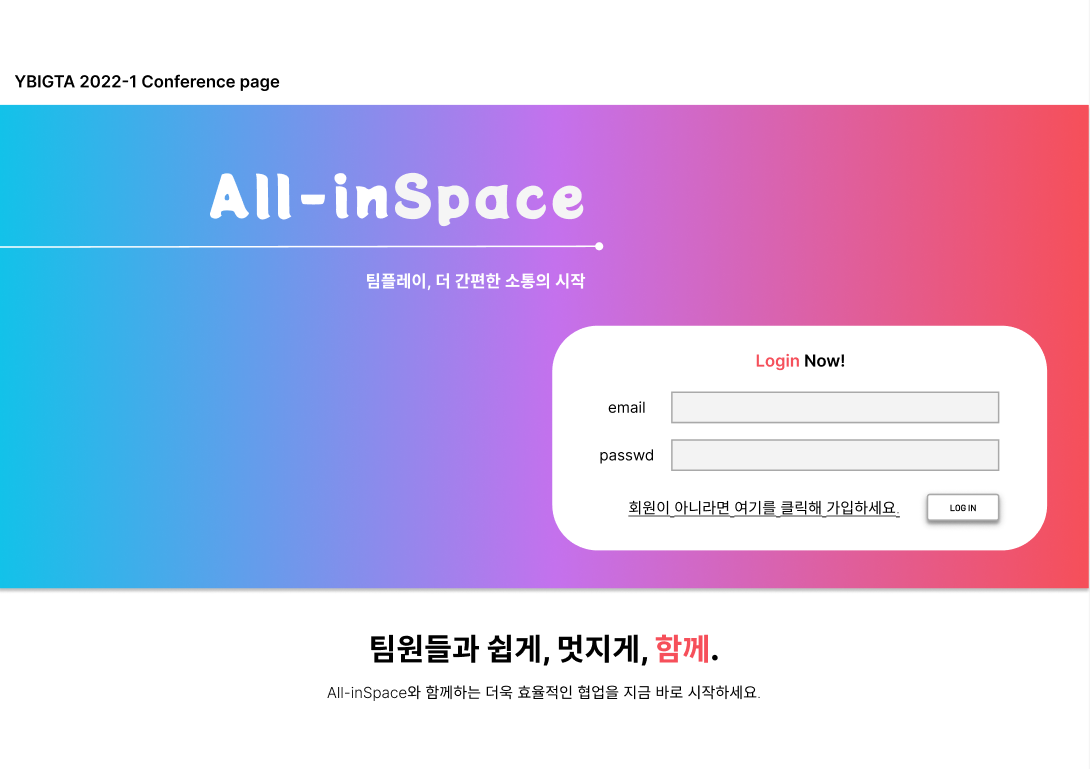 YBIGTA 2022-1 Conference page
All-inSpace
팀플레이, 더 간편한 소통의 시작
Login Now!
email
passwd
회원이 아니라면 여기를 클릭해 가입하세요.
LOG IN
팀원들과 쉽게, 멋지게, 함께.
All-inSpace와 함께하는 더욱 효율적인 협업을 지금 바로 시작하세요.